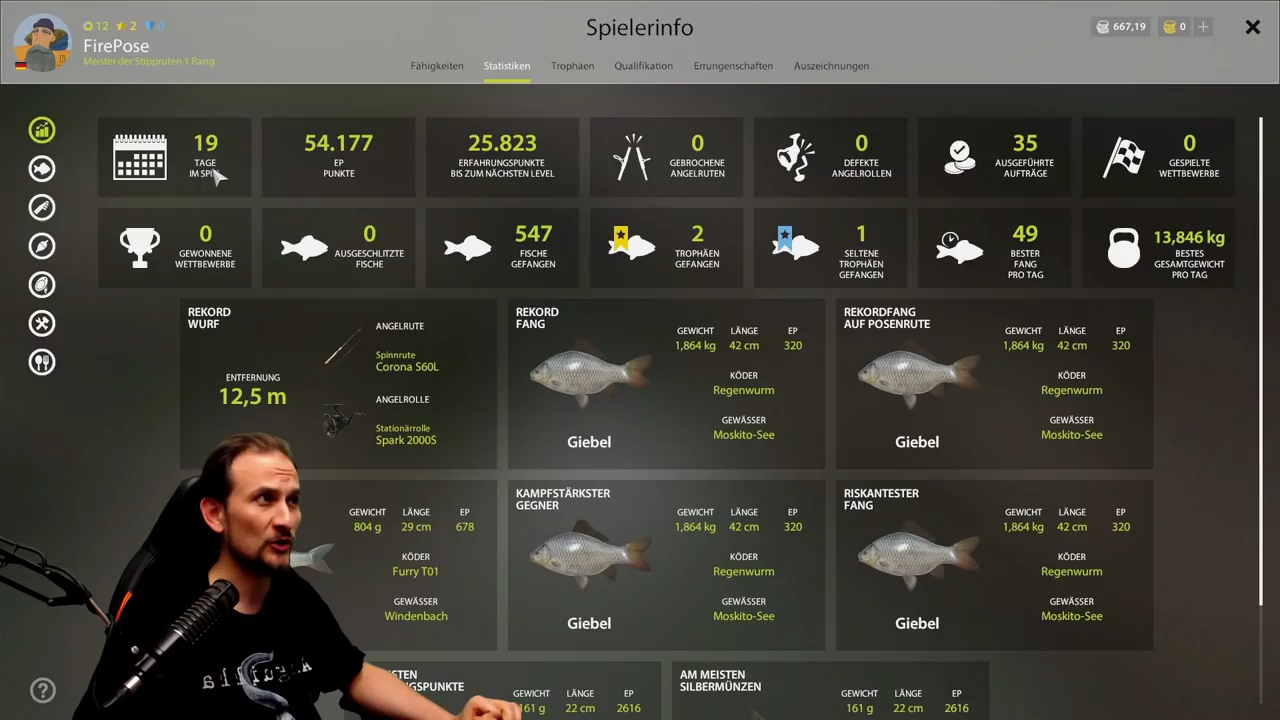 12 2 0
FirePose
Meister der Stippruten 1 Rang
Spielerinfo
667,19
0
Fähigkeiten
Statistiken
Trophäen
Qualifikation
Errungenschaften
Auszeichnungen
19
TAGE
54.177
EP
PUNKTE
25.823
ERFAHRUNGSPUNKTE
BIS ZUM NÄCHSTEN LEVEL
0
GEBROCHENE
ANGELRUTEN
0
DEFEKTE
ANGELROLLEN
35
AUSGEFÜHRTE
AUFTRÄGE
0
GESPIELTE
WETTBEWERBE
0
GEWONNENE
WETTBEWERBE
0
AUSGESCHLITZTE
FISCHE
547
FISCHE
GEFANGEN
2
TROPHÄEN
GEFANGEN
1
SELTENE
TROPHÄEN
GEFANGEN
49
BESTER
FANG
PRO TAG
13,846 kg
BESTES
GESAMTGEWICHT
PRO TAG
REKORD
WURF
ENTFERNUNG
12,5 m
ANGELRUTE
Spinnrute
Corona S60L
ANGELROLLE
Stationärrolle
Spark 2000S
REKORD
FANG
GEWICHT LÄNGE EP
1,864 kg 42 cm 320
KÖDER
Regenwurm
GEWÄSSER
Moskito-See
Giebel
REKORDFANG
AUF POSENRUTE
GEWICHT LÄNGE EP
1,864 kg 42 cm 320
KÖDER
Regenwurm
GEWÄSSER
Moskito-See
Giebel
GEWICHT LÄNGE EP
804 g 29 cm 678
KÖDER
Furry T01
GEWÄSSER
Windenbach
KAMPFSTÄRKSTER
GEGNER
GEWICHT LÄNGE EP
1,864 kg 42 cm 320
KÖDER
Regenwurm
GEWÄSSER
Moskito-See
Giebel
RISKANTESTER
FANG
GEWICHT LÄNGE EP
1,864 kg 42 cm 320
KÖDER
Regenwurm
GEWÄSSER
Moskito-See
Giebel
GEWICHT LÄNGE EP
161 g 22 cm 2616
AM MEISTEN
SILBERMÜNZEN
GEWICHT LÄNGE EP
161 g 22 cm 2616
?